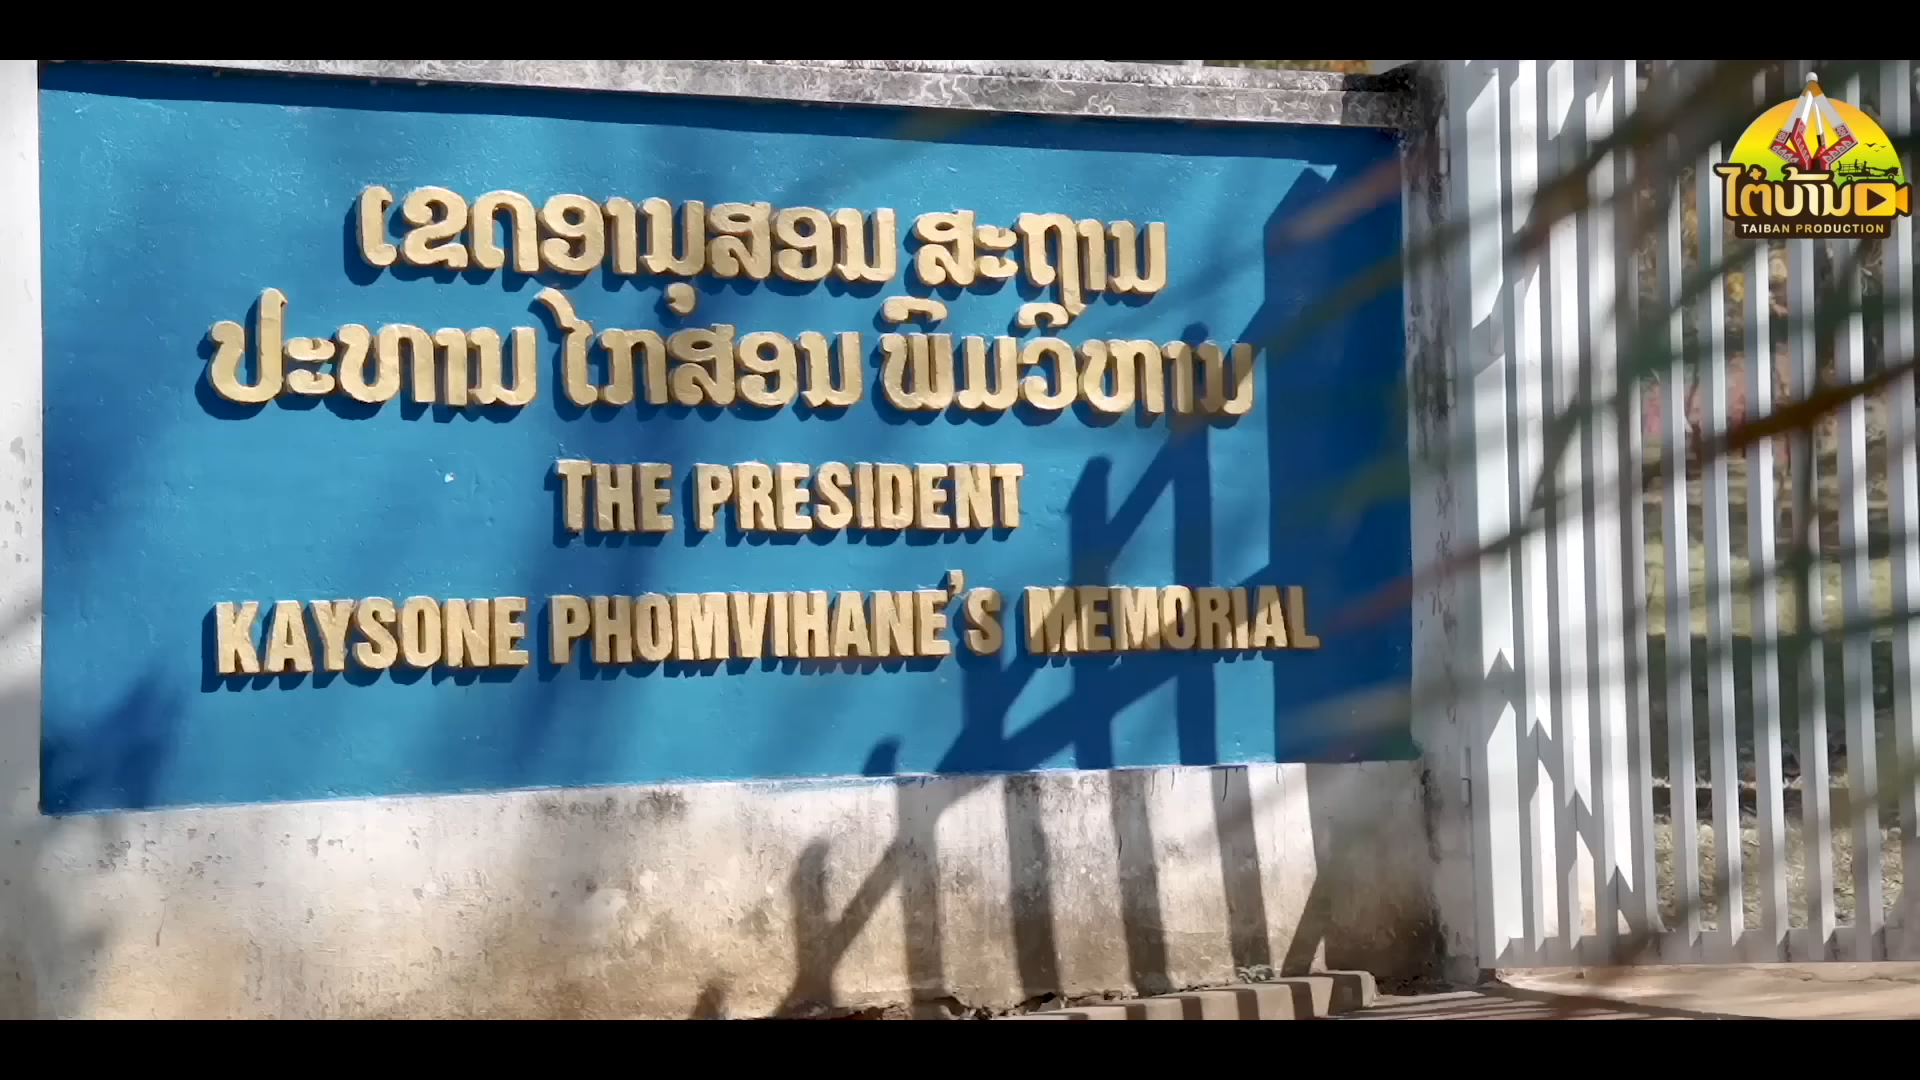 ເຂດອານຸສອນ ສະຖານ
ປະທານ ໄກສອນ ພົມວິຫານ
THE PRESIDENT
KAYSONE PHOMVIHANE'S MEMORIAL
ໄຕ໋ບ້ານ
TAIBAN PRODUCTION